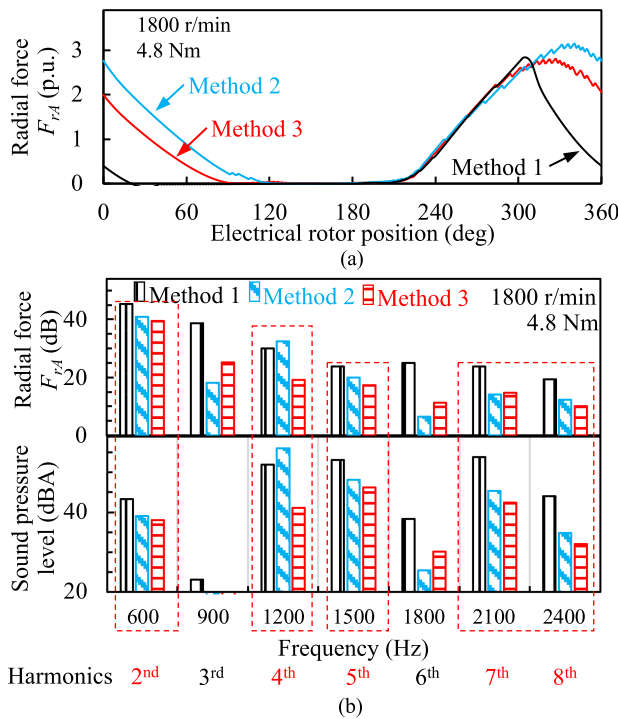 1800 r/min
4.8 Nm
Radial force
F_rA (p.u.)
3
2
1
0
Method 2
Method 3
Method 1
0 60 120 180 240 300 360
Electrical rotor position (deg)
(a)
Method 1 Method 2 Method 3
1800 r/min
4.8 Nm
Radial force
F_rA (dB)
40
20
0
Sound pressure
level (dBA)
40
20
600 900 1200 1500 1800 2100 2400
Frequency (Hz)
Harmonics 2nd 3rd 4th 5th 6th 7th 8th
(b)